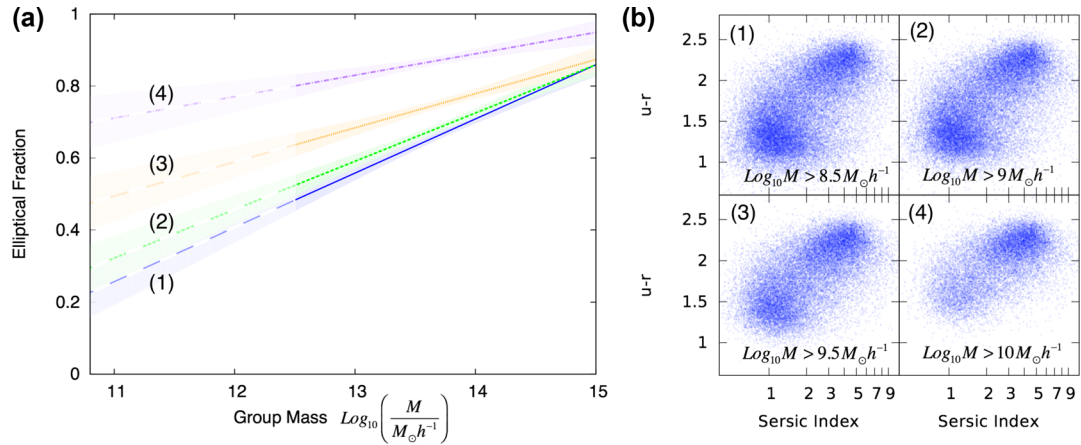 (a)
1
0.8
0.6
0.4
0.2
0
Elliptical Fraction
(4)
(3)
(2)
(1)
11 12 13 14 15
Group Mass Log₁₀(M / M⊙h⁻¹)
(b)
(1) (2)
2.5
2
1.5
1
u-r
Log₁₀M > 8.5M⊙h⁻¹ Log₁₀M > 9M⊙h⁻¹
(3) (4)
2.5
2
1.5
1
u-r
Log₁₀M > 9.5M⊙h⁻¹ Log₁₀M > 10M⊙h⁻¹
1 2 3 5 7 9 1 2 3 5 7 9
Sersic Index Sersic Index